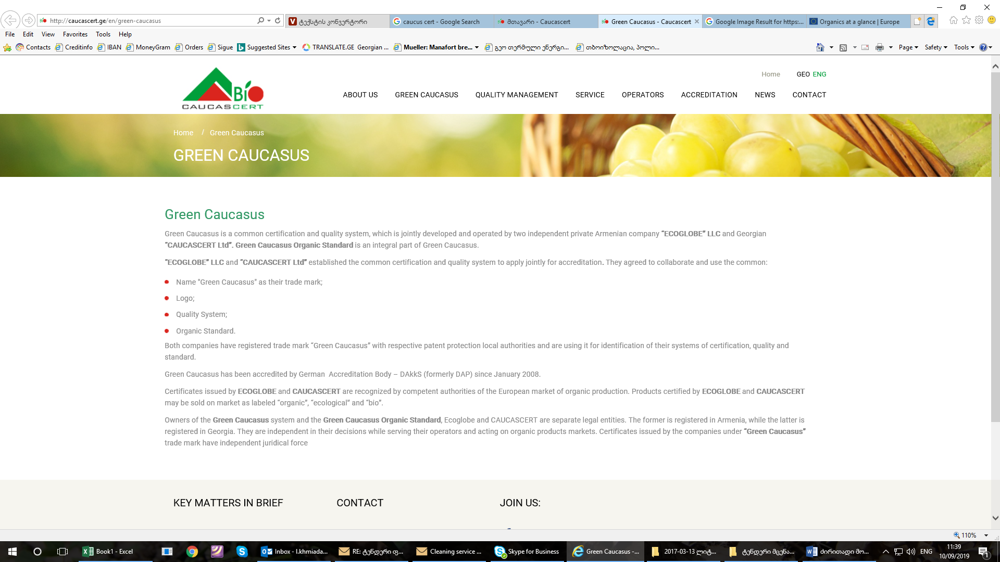 http://caucascert.ge/en/green-caucasus
ტექსტის კონვერტორი
caucus cert - Google Search
მთავარი - Caucascert
Green Caucasus - Caucascert
Google Image Result for https:...
Organics at a glance | Europe
File Edit View Favorites Tools Help
Contacts Creditinfo IBAN MoneyGram Orders Sigue Suggested Sites TRANSLATE.GE Georgian ... Mueller: Manafort bre... გეო თერმული ენერგი... თბოიზოლაცია, პოლი... Page Safety Tools
Bio
CAUCASCERT
Home GEO ENG
ABOUT US GREEN CAUCASUS QUALITY MANAGEMENT SERVICE OPERATORS ACCREDITATION NEWS CONTACT
Home / Green Caucasus
GREEN CAUCASUS
Green Caucasus
Green Caucasus is a common certification and quality system, which is jointly developed and operated by two independent private Armenian company “ECOGLOBE” LLC and Georgian
“CAUCASCERT Ltd”. Green Caucasus Organic Standard is an integral part of Green Caucasus.
“ECOGLOBE” LLC and “CAUCASCERT Ltd” established the common certification and quality system to apply jointly for accreditation. They agreed to collaborate and use the common:
Name "Green Caucasus" as their trade mark;
Logo;
Quality System;
Organic Standard.
Both companies have registered trade mark “Green Caucasus” with respective patent protection local authorities and are using it for identification of their systems of certification, quality and
standard.
Green Caucasus has been accredited by German Accreditation Body – DAkkS (formerly DAP) since January 2008.
Certificates issued by ECOGLOBE and CAUCASCERT are recognized by competent authorities of the European market of organic production. Products certified by ECOGLOBE and CAUCASCERT
may be sold on market as labeled “organic”, “ecological” and “bio”.
Owners of the Green Caucasus system and the Green Caucasus Organic Standard, Ecoglobe and CAUCASCERT are separate legal entities. The former is registered in Armenia, while the latter is
registered in Georgia. They are independent in their decisions while serving their operators and acting on organic products markets. Certificates issued by the companies under “Green Caucasus”
trade mark have independent juridical force
KEY MATTERS IN BRIEF CONTACT JOIN US:
110%
Book1 - Excel
Inbox - l.khmiada...
RE: ტენდერი ფ...
Cleaning service ...
Skype for Business
Green Caucasus -...
2017-03-13 ლიტ...
ტენდერი მცენა...
ძირითადი მო...
ENG
11:39
10/09/2019
1